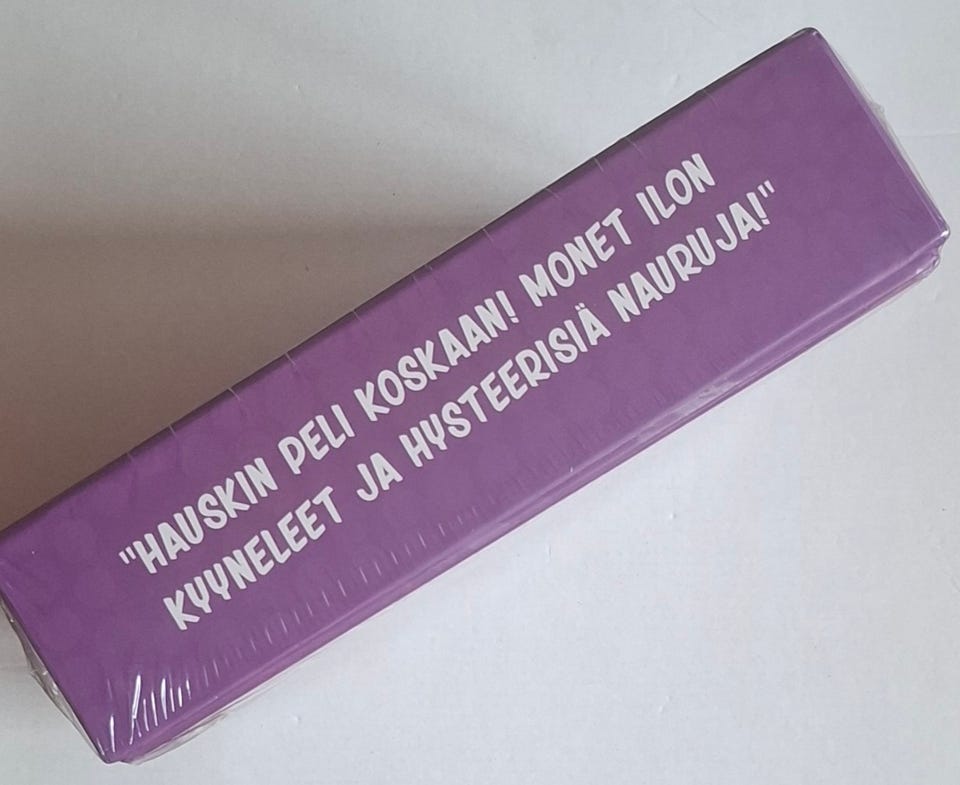 "HAUSKIN PELI KOSKAAN! MONET ILON
KYYNELEET JA HYSTEERISIÄ NAURUJA!"